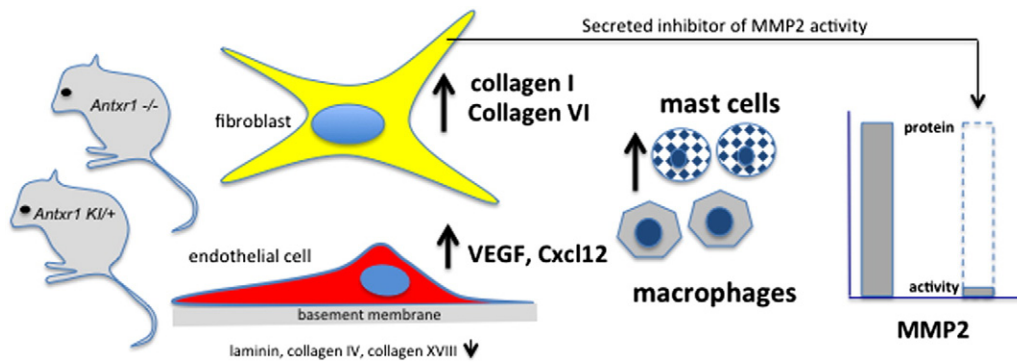 Secreted inhibitor of MMP2 activity
Antxr1 -/-
fibroblast
collagen I
Collagen VI
mast cells
protein
Antxr1 KI/+
endothelial cell
VEGF, Cxcl12
macrophages
activity
MMP2
basement membrane
laminin, collagen IV, collagen XVIII